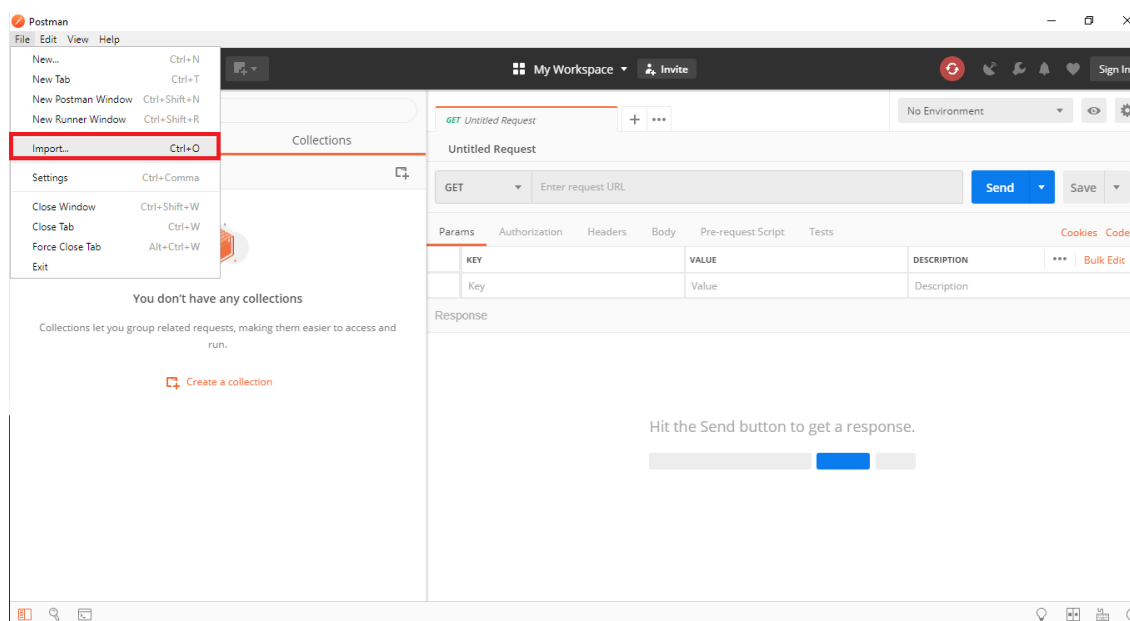 Postman
File Edit View Help
New... Ctrl+N
New Tab Ctrl+T
New Postman Window Ctrl+Shift+N
New Runner Window Ctrl+Shift+R
Import... Ctrl+O
Settings Ctrl+Comma
Close Window Ctrl+Shift+W
Close Tab Ctrl+W
Force Close Tab Alt+Ctrl+W
Exit
My Workspace Invite Sign In
Collections
You don't have any collections
Collections let you group related requests, making them easier to access and
run.
Create a collection
GET Untitled Request
No Environment
Untitled Request
GET Enter request URL Send Save
Params Authorization Headers Body Pre-request Script Tests Cookies Code
KEY VALUE DESCRIPTION Bulk Edit
Key Value Description
Response
Hit the Send button to get a response.